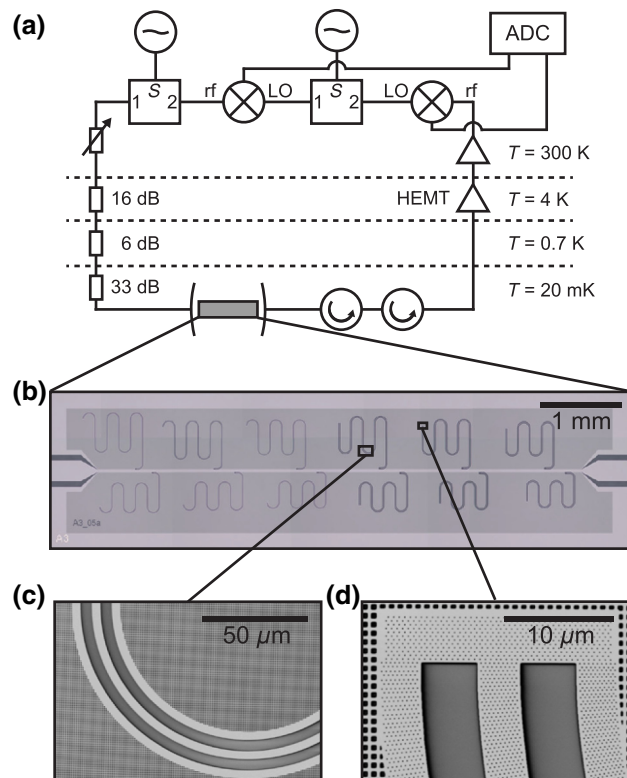 (a)
ADC
1 S 2 rf LO 1 S 2 LO rf
T = 300 K
16 dB HEMT T = 4 K
6 dB T = 0.7 K
33 dB T = 20 mK
(b)
1 mm
A3_05a
A3
(c) (d)
50 µm 10 µm